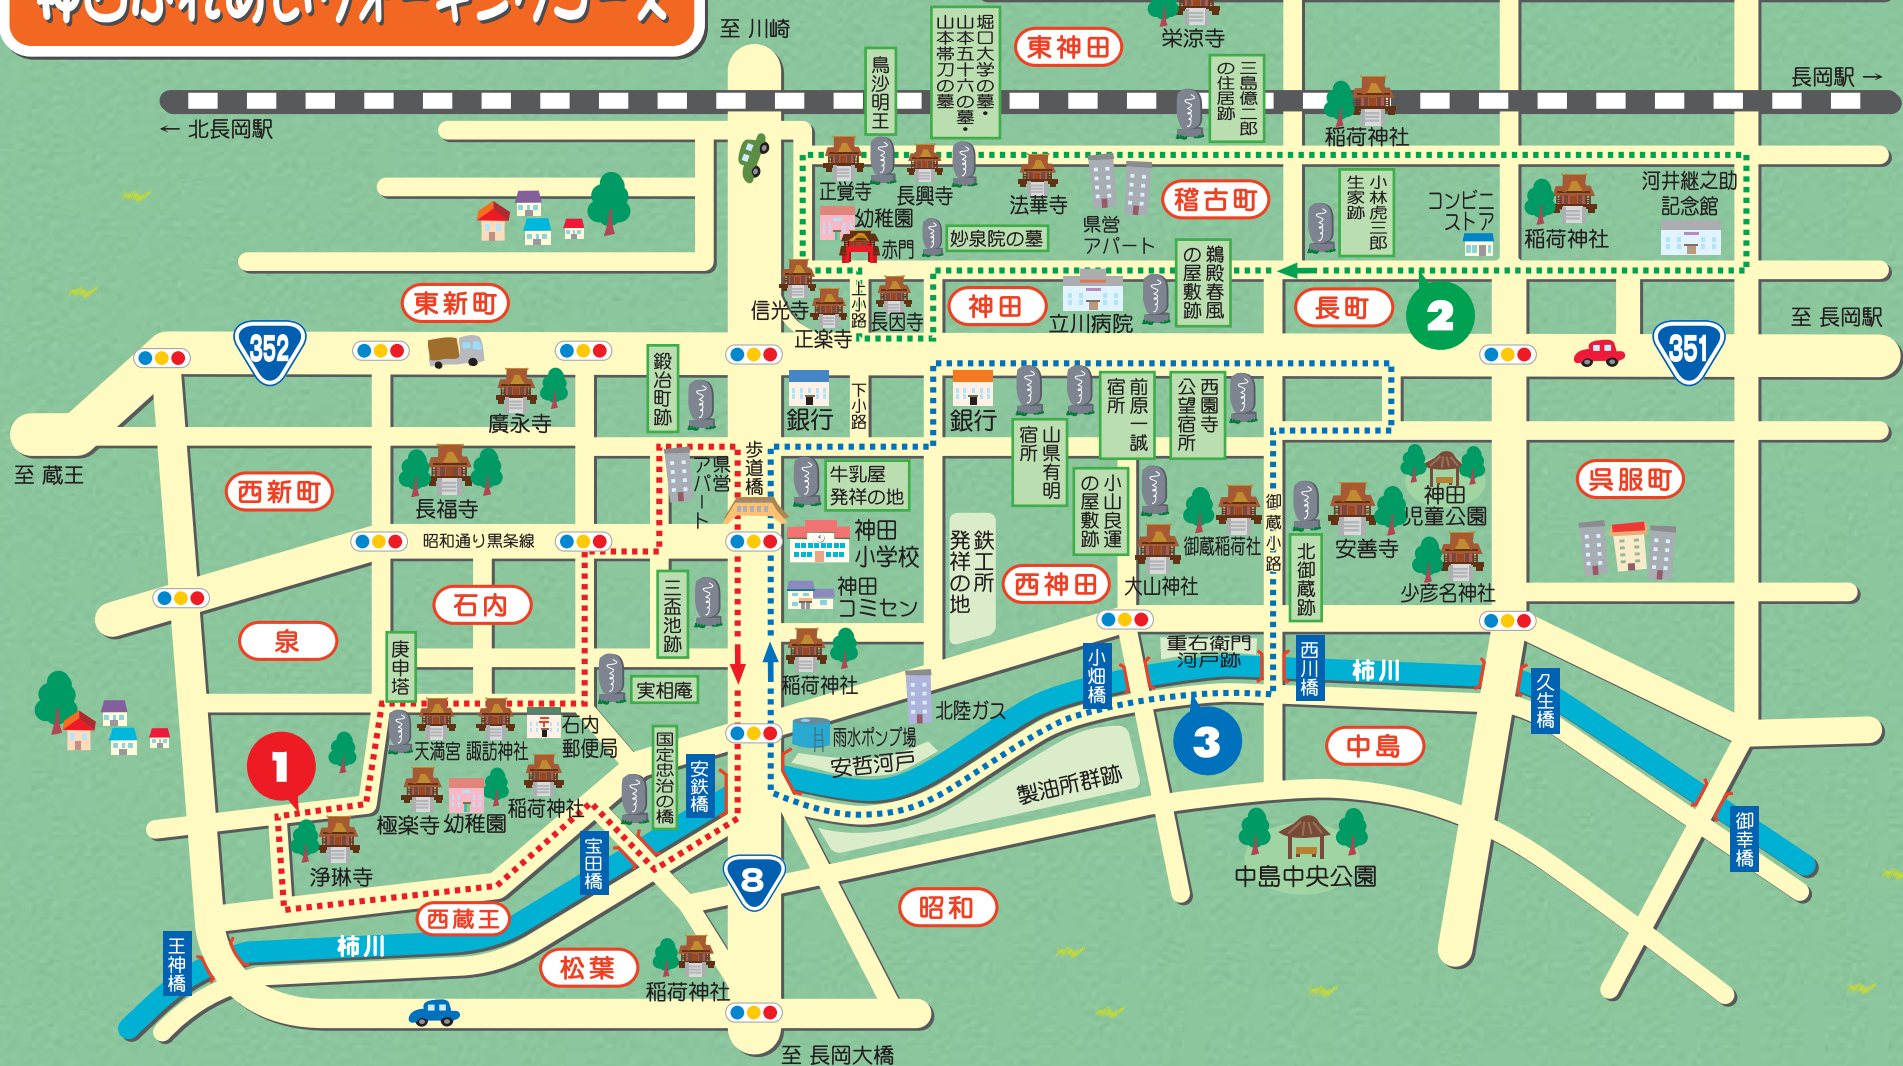 神田ふれあいウォーキングコース
至 川崎
堀口大学の墓・
山本五十六の墓・
山本帯刀の墓
鳥沙明王
東神田
栄涼寺
三島億二郎
の住居跡
長岡駅 →
← 北長岡駅
稲荷神社
正覚寺
長興寺
法華寺
県営
アパート
稽古町
小林虎三郎
生家跡
コンビニ
ストア
稲荷神社
河井継之助
記念館
幼稚園
赤門
妙泉院の墓
鵜殿春風
の屋敷跡
信光寺
正楽寺
上小路
長因寺
神田
立川病院
長町
2
至 長岡駅
東新町
352
351
鍛冶町跡
銀行
下小路
銀行
前原一誠
宿所
西園寺
公望宿所
山県有明
宿所
廣永寺
至 蔵王
西新町
長福寺
県営
アパート
歩道橋
牛乳屋
発祥の地
小山良運
の屋敷跡
御蔵稲荷社
御蔵小路
安善寺
神田
児童公園
呉服町
昭和通り黒条線
神田
小学校
鉄工所
発祥の地
大山神社
北御蔵跡
少彦名神社
西神田
石内
三盃池跡
神田
コミセン
泉
庚申塔
実相庵
稲荷神社
小畑橋
重右衛門
河戸跡
西川橋
柿川
久生橋
北陸ガス
天満宮
諏訪神社
石内
郵便局
国定忠治の橋
安鉄橋
雨水ポンプ場
安哲河戸
製油所群跡
3
中島
1
極楽寺
幼稚園
稲荷神社
浄琳寺
宝田橋
8
中島中央公園
御幸橋
西蔵王
昭和
王神橋
柿川
松葉
稲荷神社
至 長岡大橋